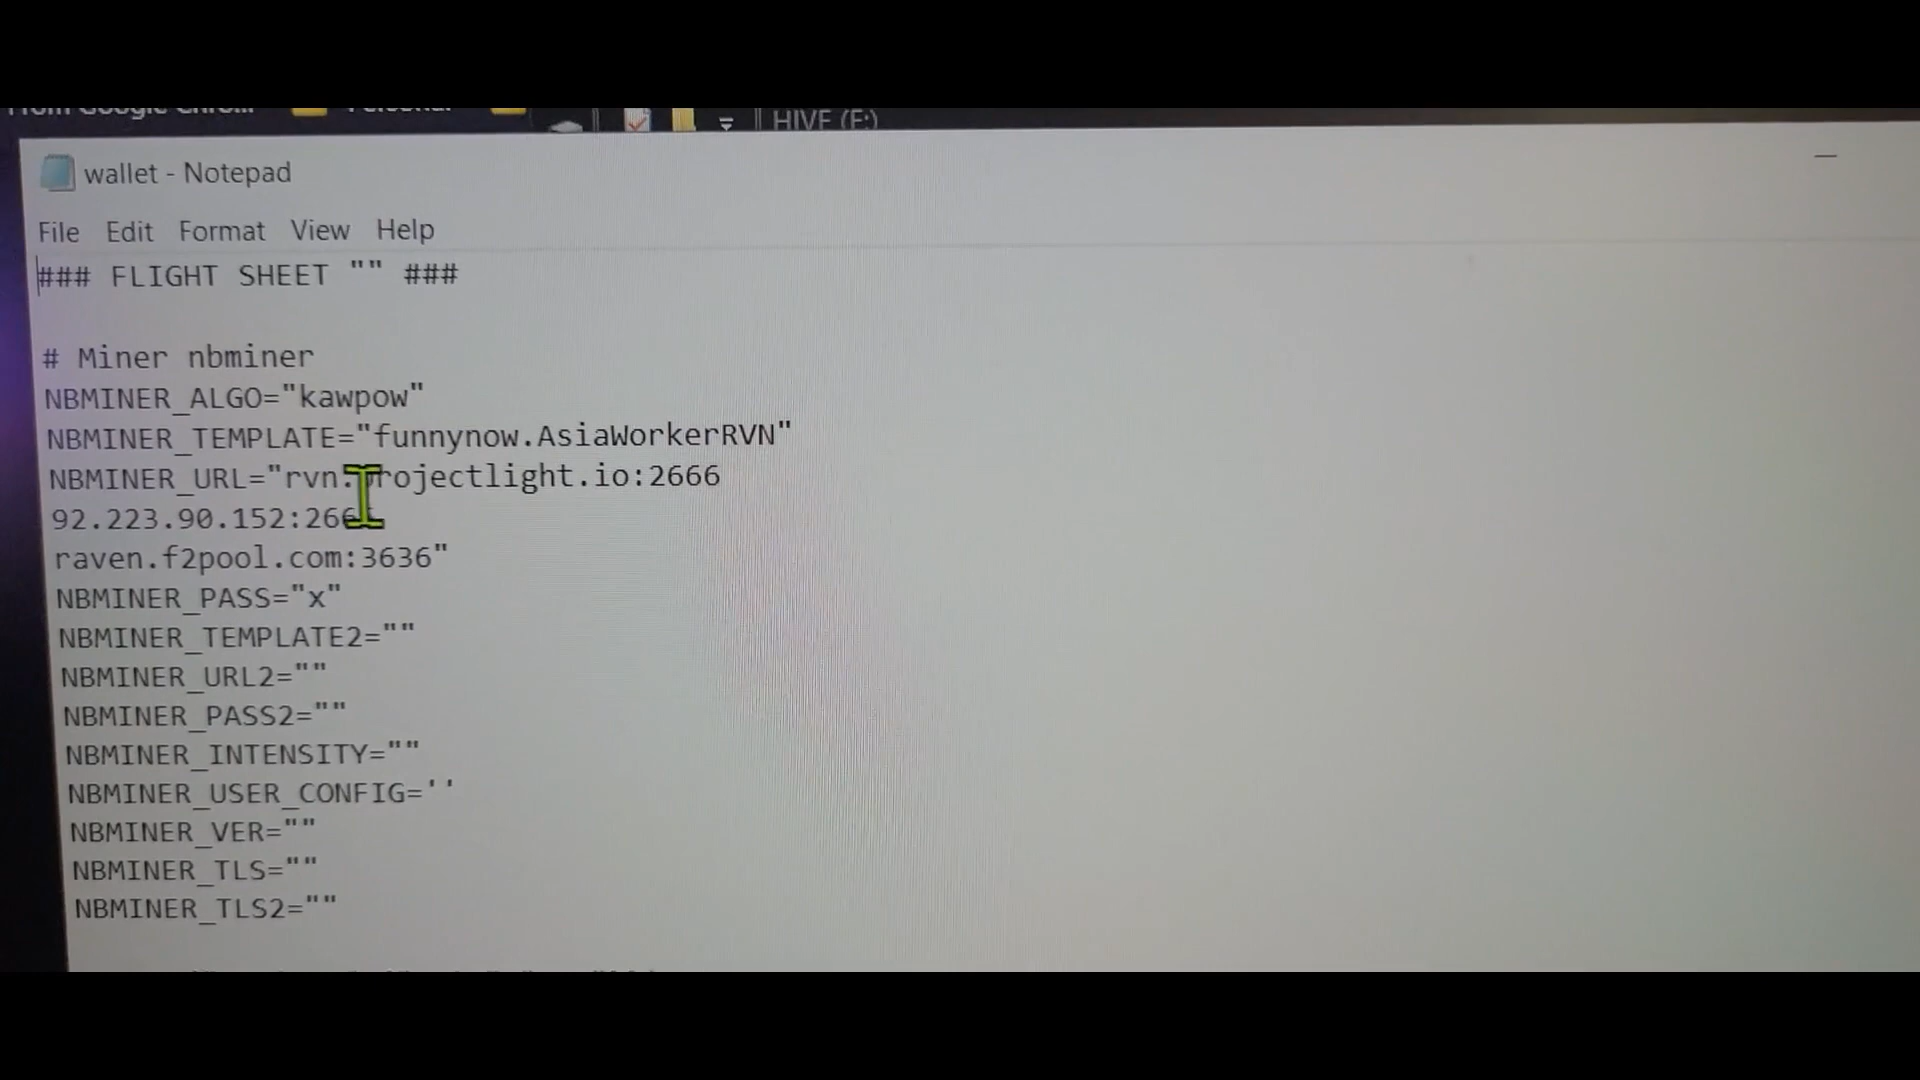 HIVE (E:)
wallet - Notepad
File Edit Format View Help
### FLIGHT SHEET "" ###
# Miner nbminer
NBMINER_ALGO="kawpow"
NBMINER_TEMPLATE="funnynow.AsiaWorkerRVN"
NBMINER_URL="rvn.projectlight.io:2666
92.223.90.152:266
raven.f2pool.com:3636"
NBMINER_PASS="x"
NBMINER_TEMPLATE2=""
NBMINER_URL2=""
NBMINER_PASS2=""
NBMINER_INTENSITY=""
NBMINER_USER_CONFIG=''
NBMINER_VER=""
NBMINER_TLS=""
NBMINER_TLS2=""